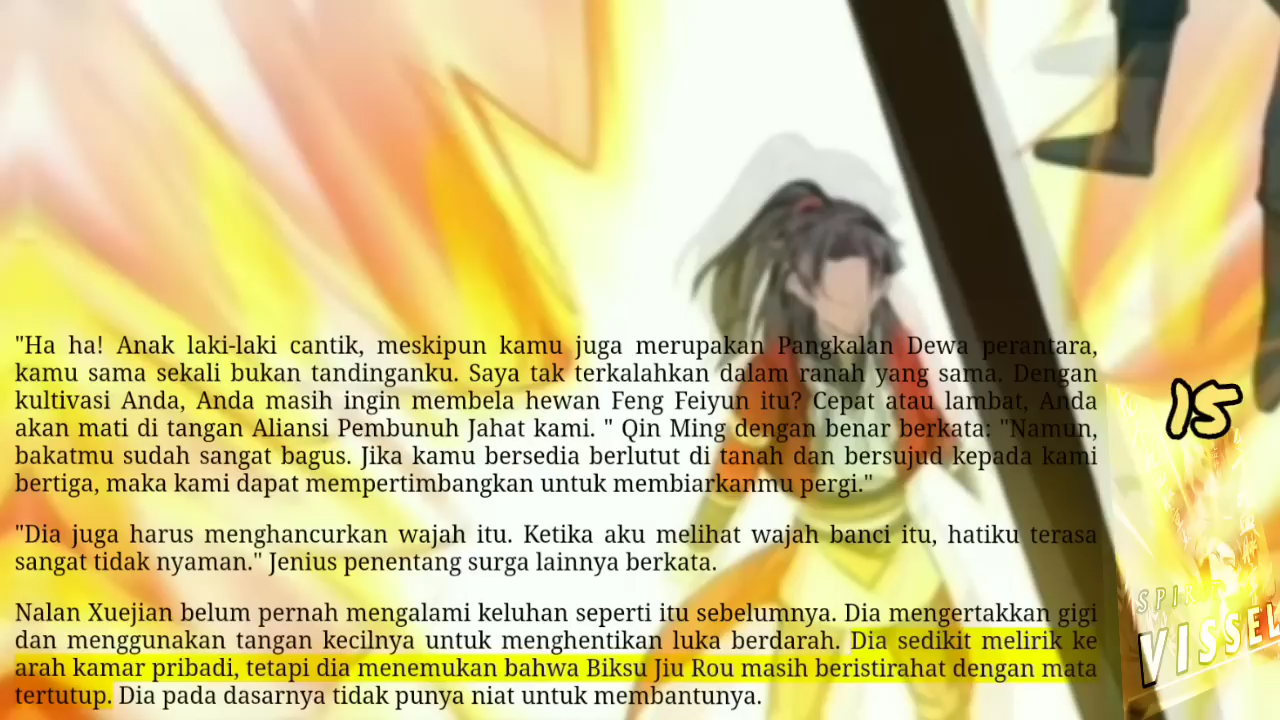 "Ha ha! Anak laki-laki cantik, meskipun kamu juga merupakan Pangkalan Dewa perantara,
kamu sama sekali bukan tandinganku. Saya tak terkalahkan dalam ranah yang sama. Dengan
kultivasi Anda, Anda masih ingin membela hewan Feng Feiyun itu? Cepat atau lambat, Anda
akan mati di tangan Aliansi Pembunuh Jahat kami. " Qin Ming dengan benar berkata: "Namun,
bakatmu sudah sangat bagus. Jika kamu bersedia berlutut di tanah dan bersujud kepada kami
bertiga, maka kami dapat mempertimbangkan untuk membiarkanmu pergi."
"Dia juga harus menghancurkan wajah itu. Ketika aku melihat wajah banci itu, hatiku terasa
sangat tidak nyaman." Jenius penentang surga lainnya berkata.
Nalan Xuejian belum pernah mengalami keluhan seperti itu sebelumnya. Dia mengertakkan gigi
dan menggunakan tangan kecilnya untuk menghentikan luka berdarah. Dia sedikit melirik ke
arah kamar pribadi, tetapi dia menemukan bahwa Biksu Jiu Rou masih beristirahat dengan mata
tertutup. Dia pada dasarnya tidak punya niat untuk membantunya.
15
SPIRIT
VISSEL